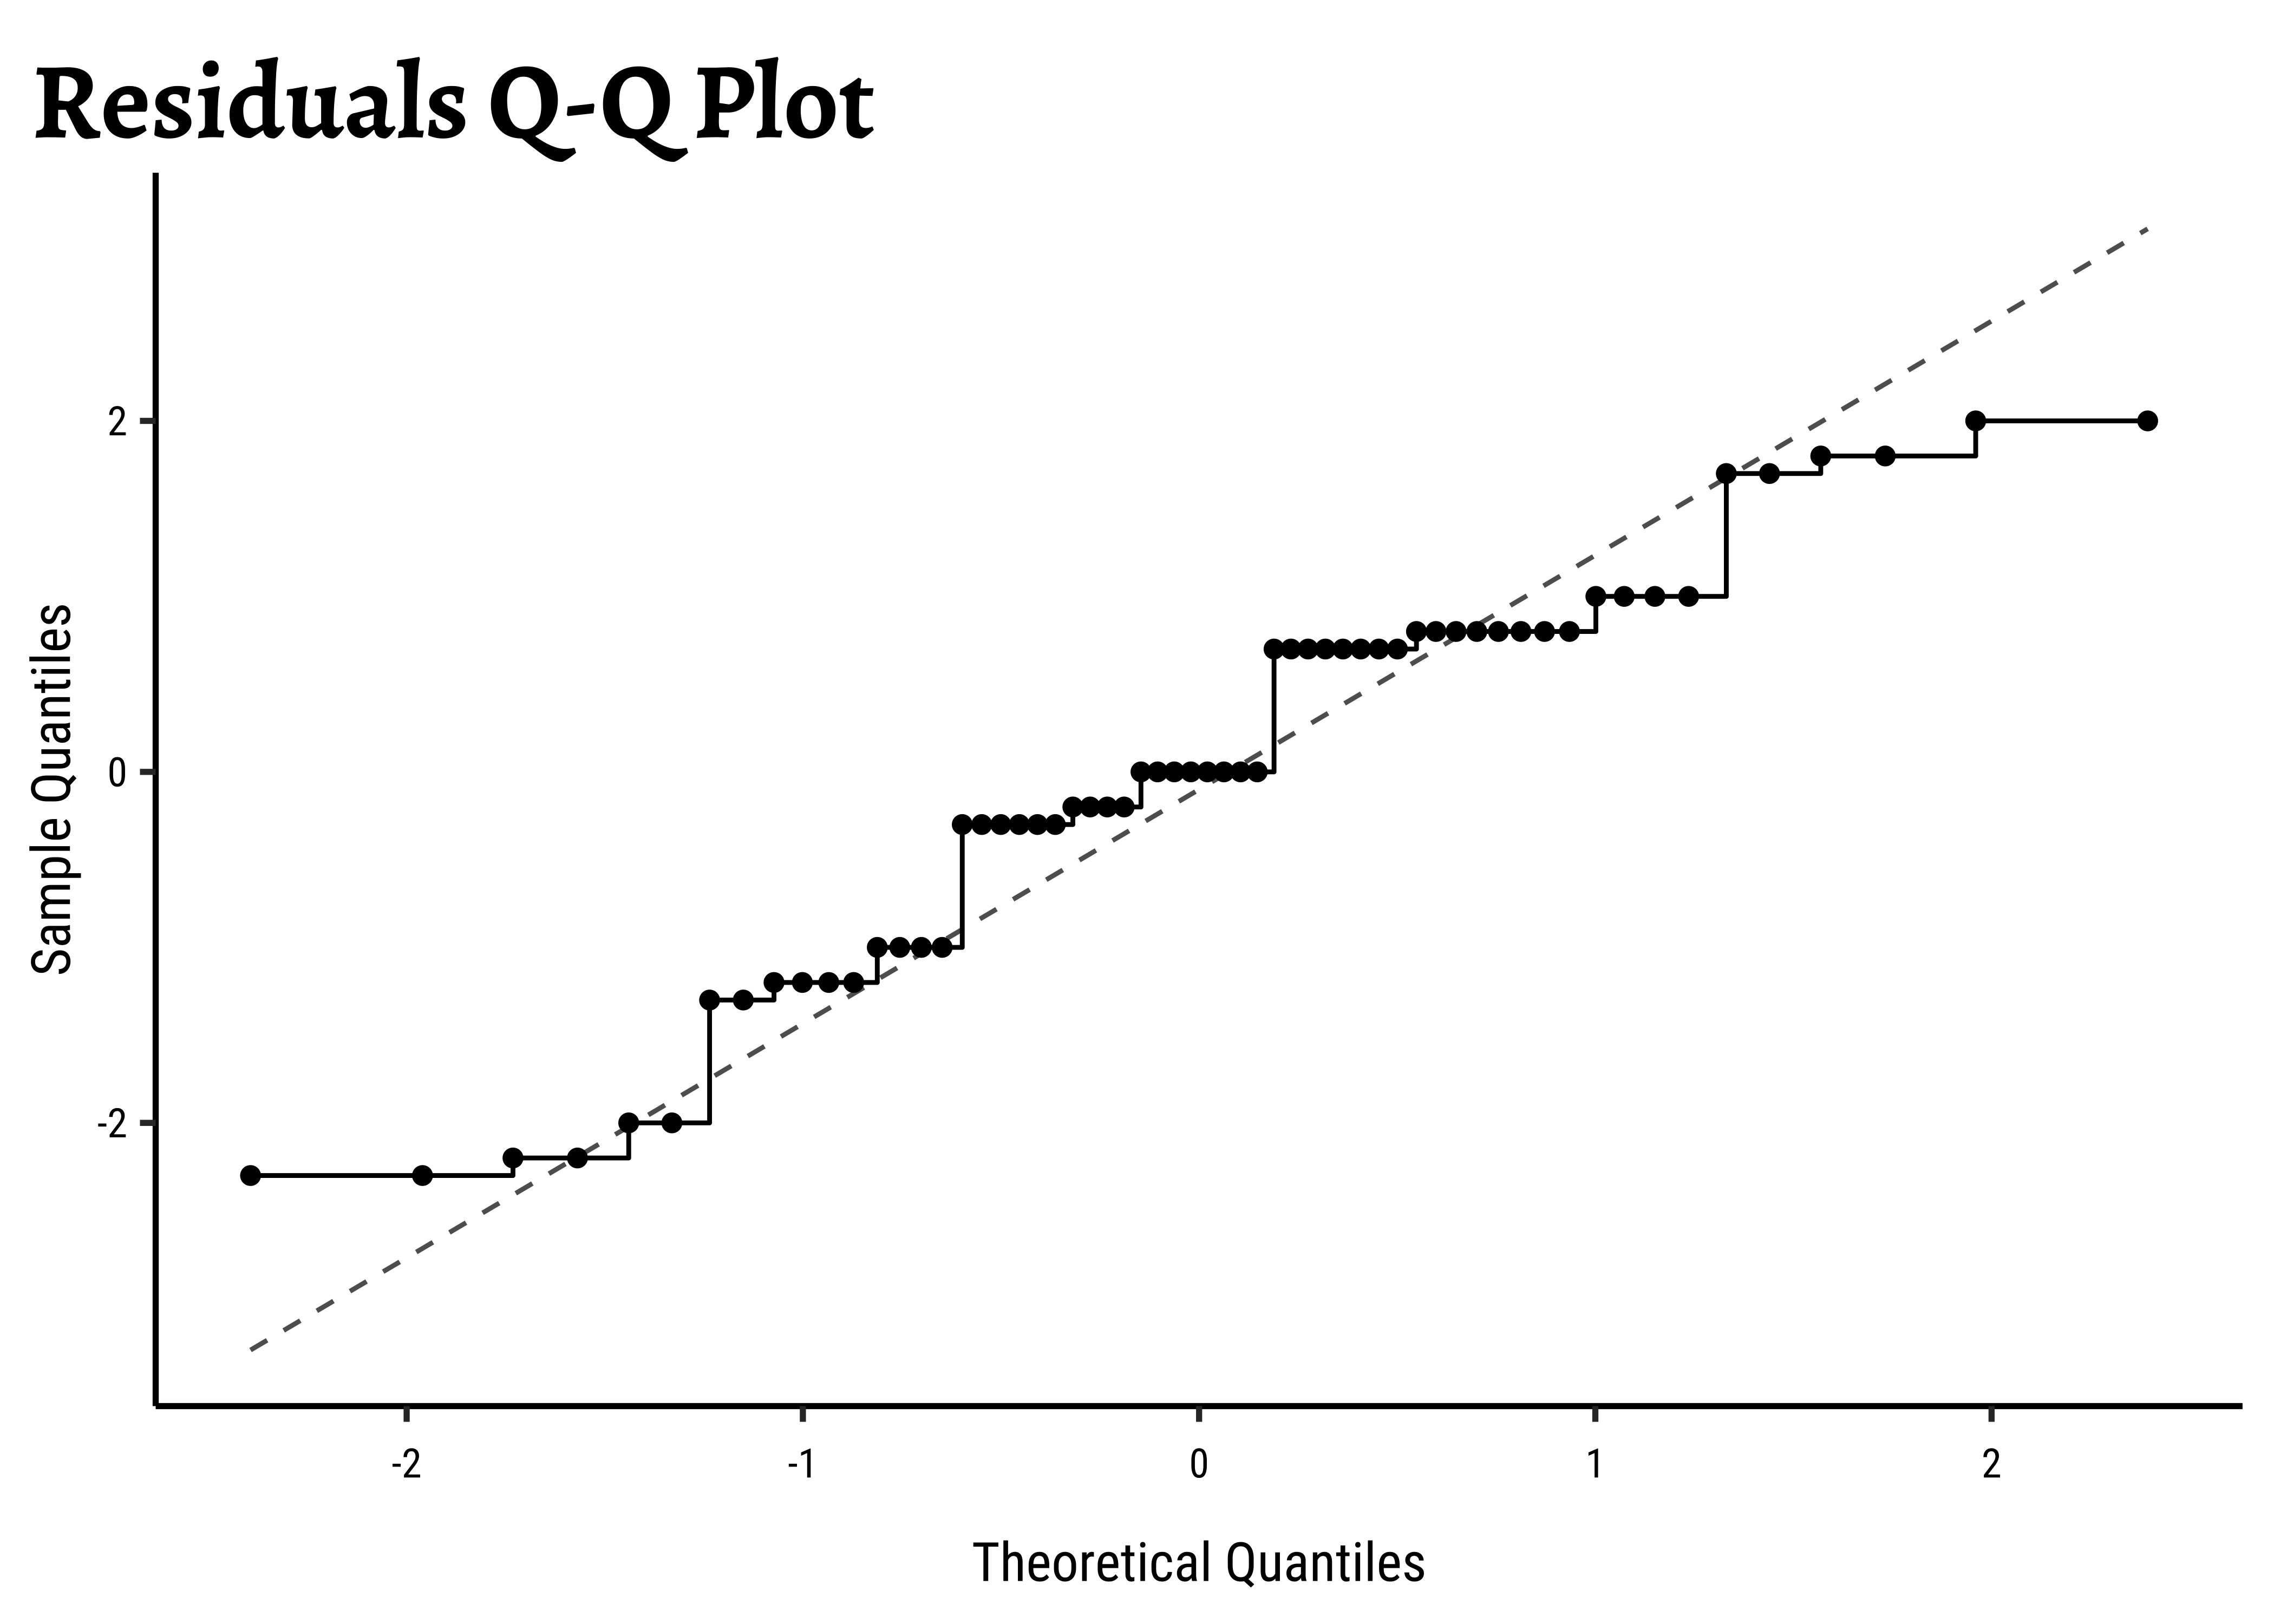 Residuals Q-Q Plot
Sample Quantiles
2
0
-2
-2
-1
0
1
2
Theoretical Quantiles